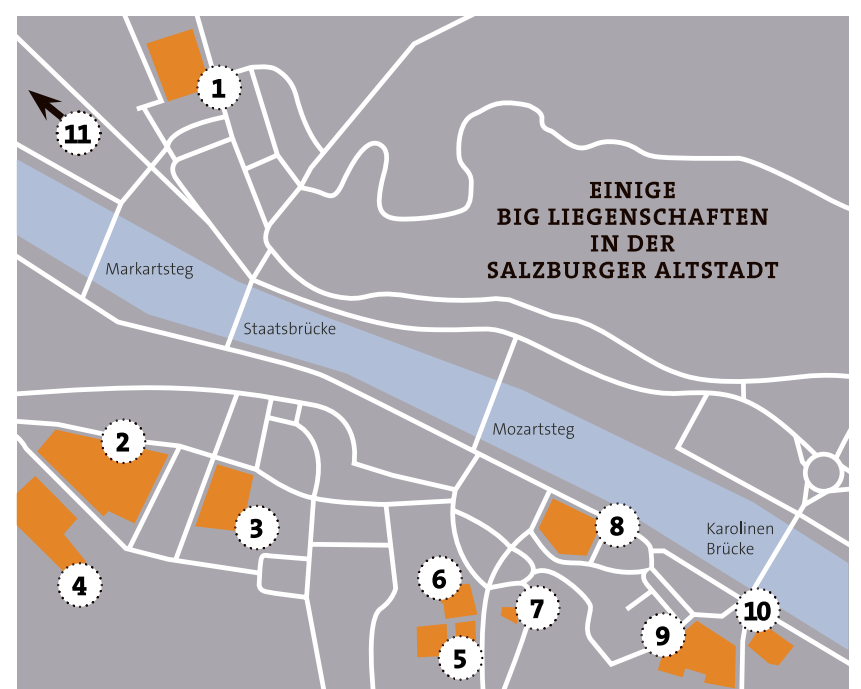 1
11
EINIGE
BIG LIEGENSCHAFTEN
IN DER
SALZBURGER ALTSTADT
Markartsteg
Staatsbrücke
Mozartsteg
2
3
8
Karolinen
Brücke
4
6
7
10
9
5